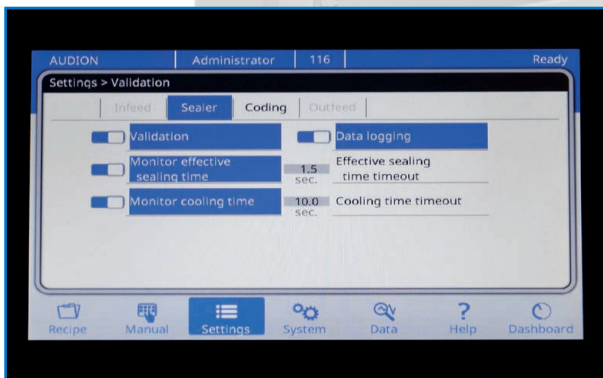 AUDION Administrator 116 Ready
Settings > Validation
Infeed Sealer Coding Outfeed
Validation Data logging
Monitor effective
sealing time
1.5
sec.
Effective sealing
time timeout
Monitor cooling time
10.0
sec.
Cooling time timeout
Recipe Manual Settings System Data Help Dashboard